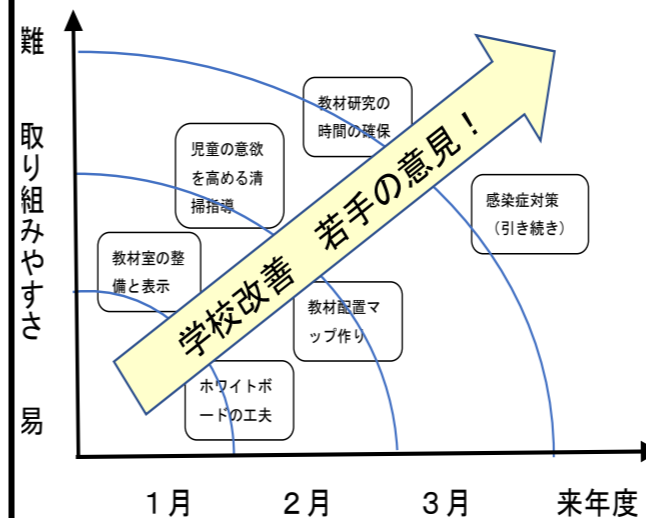 難
取り組みやすさ
易
教材研究の
時間の確保
児童の意欲
を高める清
掃指導
感染症対策
（引き続き）
教材室の整
備と表示
学校改善　若手の意見！
教材配置マ
ップ作り
ホワイトボ
ードの工夫
１月
２月
３月
来年度